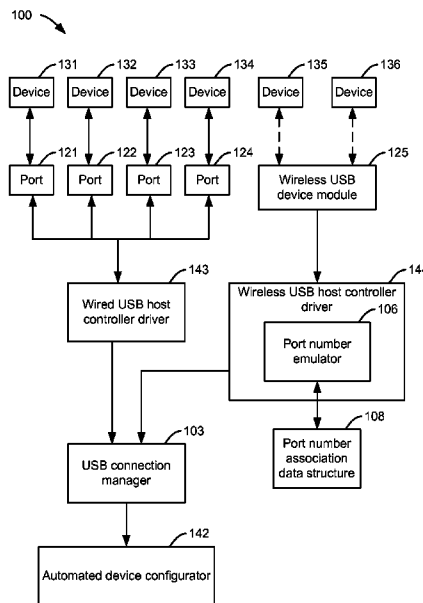 100
131 132 133 134 135 136
Device Device Device Device Device Device
121 122 123 124 125
Port Port Port Port Wireless USB
device module
143 144
Wired USB host
controller driver
Wireless USB host controller
driver
106
Port number
emulator
103 108
USB connection
manager
Port number
association
data structure
142
Automated device configurator